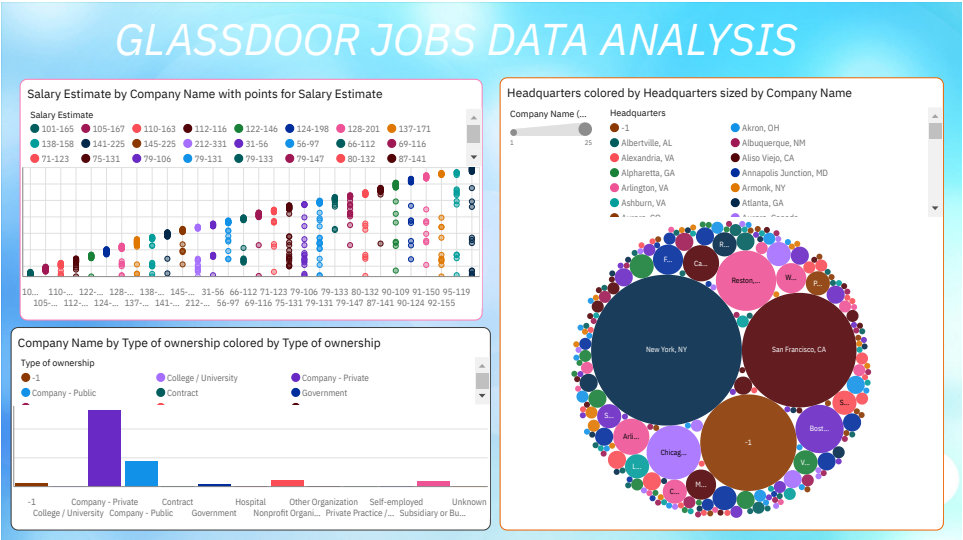 GLASSDOOR JOBS DATA ANALYSIS
Salary Estimate by Company Name with points for Salary Estimate
Salary Estimate
101-165 105-167 110-163 112-116 122-146 124-198 128-201 137-171
138-158 141-225 145-225 212-331 31-56 56-97 66-112 69-116
71-123 75-131 79-106 79-131 79-133 79-147 80-132 87-141
10... 110-... 122-... 128-... 138-... 145-... 31-56 66-112 71-123 79-106 79-133 80-132 90-109 91-150 95-119
105-... 112-... 124-... 137-... 141-... 212-... 56-97 69-116 75-131 79-131 79-147 87-141 90-124 92-155
Company Name by Type of ownership colored by Type of ownership
Type of ownership
-1 College / University Company - Private
Company - Public Contract Government
-1 Company - Private Contract Hospital Other Organization Self-employed Unknown
College / University Company - Public Government Nonprofit Organi... Private Practice /... Subsidiary or Bu...
Headquarters colored by Headquarters sized by Company Name
Company Name (...
1 25
Headquarters
-1 Akron, OH
Albertville, AL Albuquerque, NM
Alexandria, VA Aliso Viejo, CA
Alpharetta, GA Annapolis Junction, MD
Arlington, VA Armonk, NY
Ashburn, VA Atlanta, GA
R...
F... Ca...
Reston,... W...
P...
New York, NY San Francisco, CA
S...
S...
Arli... -1 Bost...
Chicag...
L... V...
C... M...